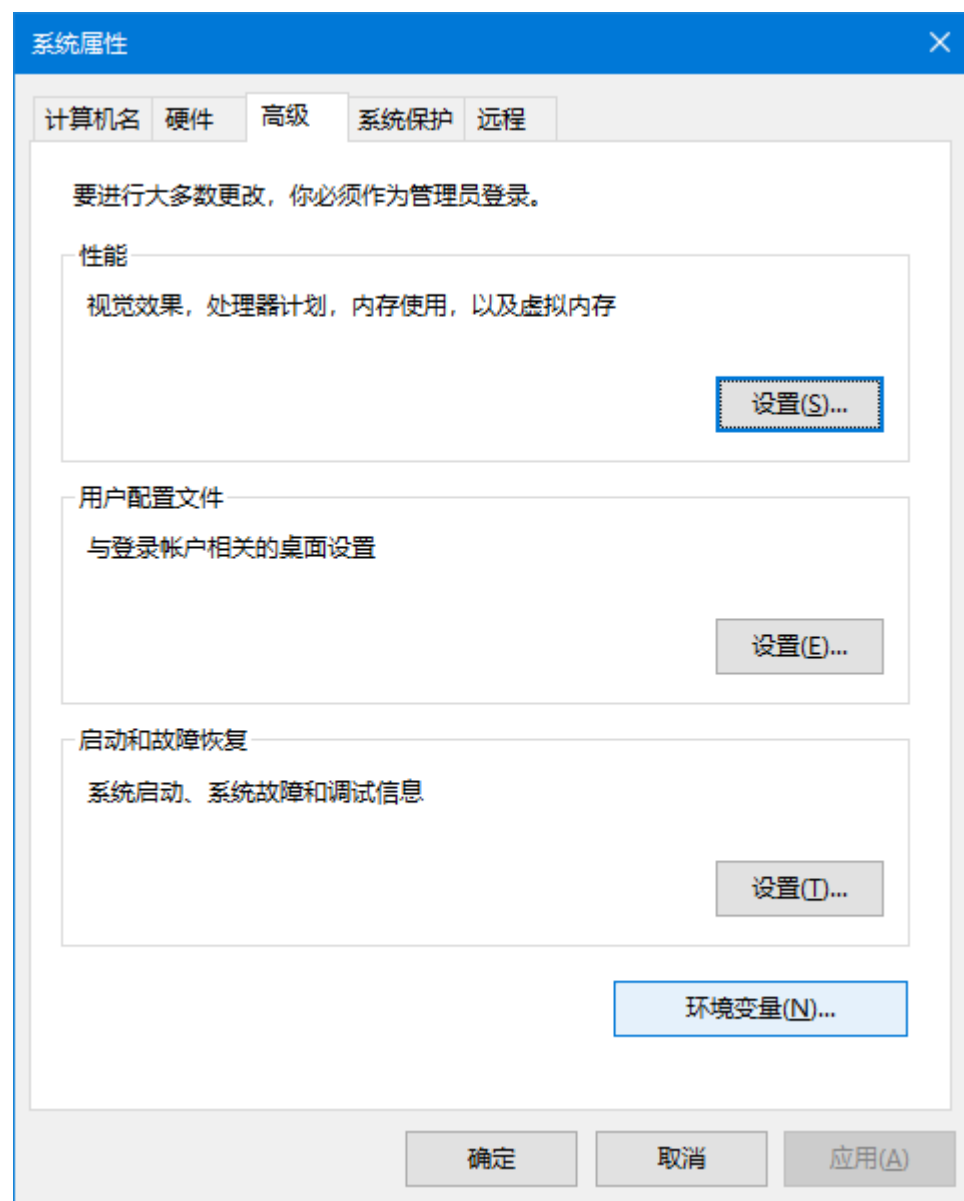 系统属性
计算机名 硬件 高级 系统保护 远程
要进行大多数更改，你必须作为管理员登录。
性能
视觉效果，处理器计划，内存使用，以及虚拟内存
设置(S)...
用户配置文件
与登录帐户相关的桌面设置
设置(E)...
启动和故障恢复
系统启动、系统故障和调试信息
设置(T)...
环境变量(N)...
确定 取消 应用(A)